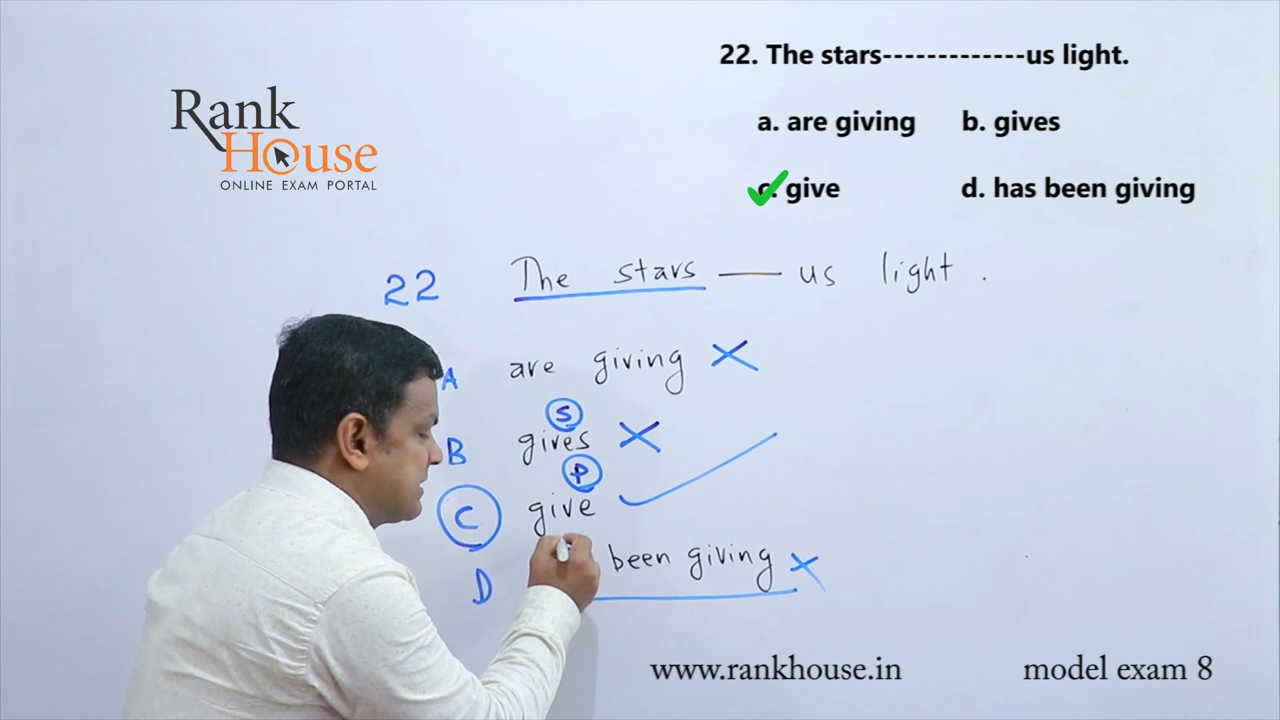 22. The stars-------------us light.
a. are giving b. gives
c. give d. has been giving
Rank
House
ONLINE EXAM PORTAL
22 The stars — us light .
A are giving ✗
S
B gives ✗
P
C give ✓
D been giving ✗
www.rankhouse.in model exam 8